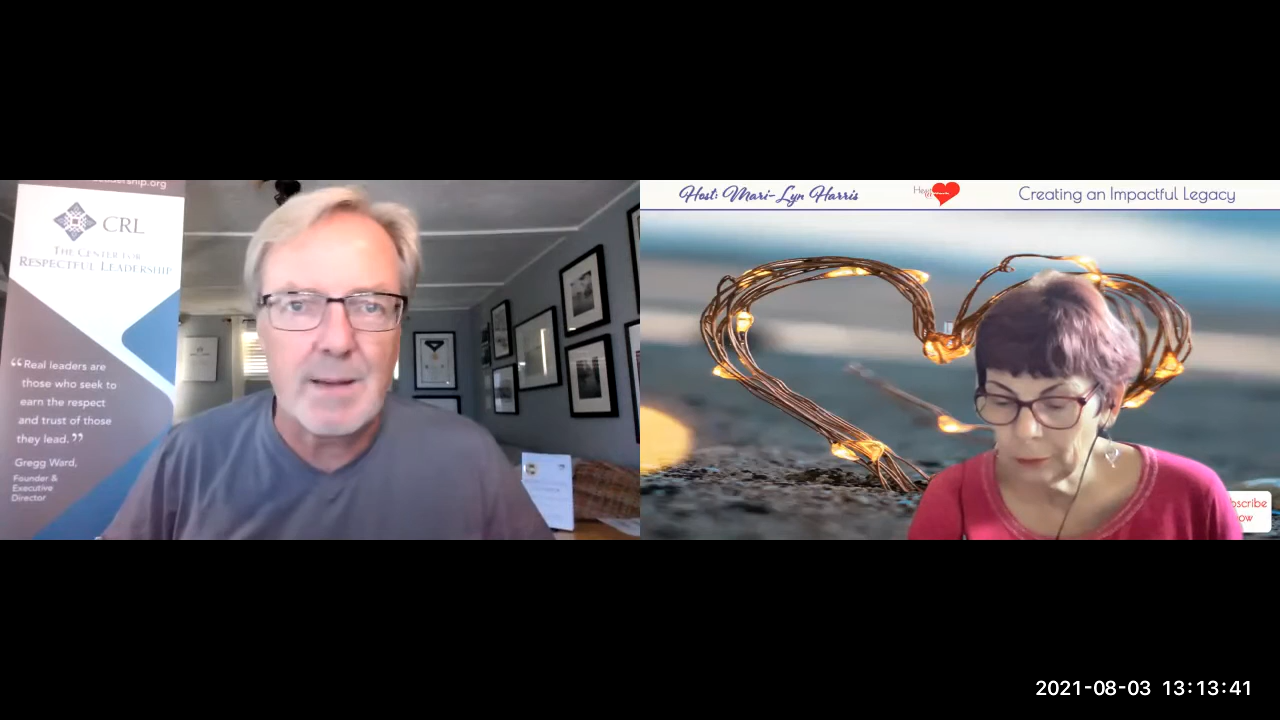 CRL
THE CENTER FOR
RESPECTFUL LEADERSHIP
“Real leaders are
those who seek to
earn the respect
and trust of those
they lead.”
Gregg Ward,
Founder &
Executive
Director
Host: Mari-Lyn Harris
Creating an Impactful Legacy
2021-08-03 13:13:41